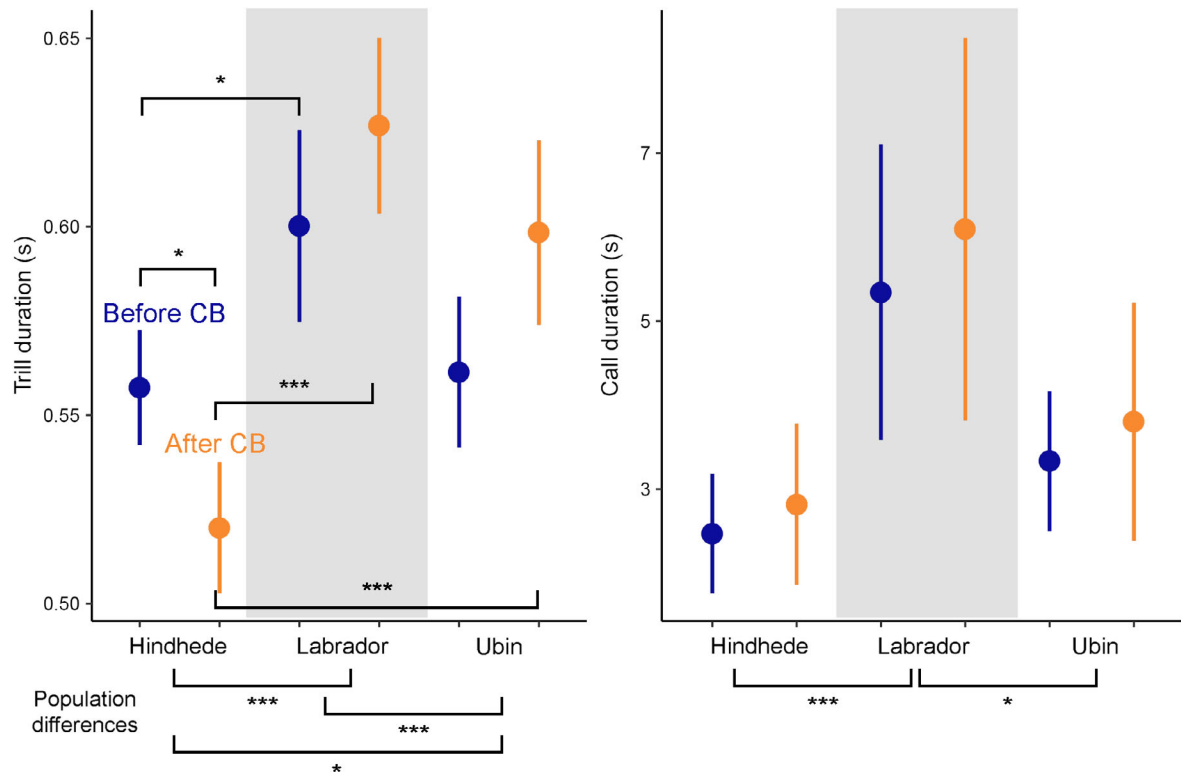 0.65
0.60
0.55
0.50
Trill duration (s)
*
*
Before CB
***
After CB
***
Hindhede
Labrador
Ubin
Population
differences
***
***
*
7
5
3
Call duration (s)
Hindhede
Labrador
Ubin
***
*